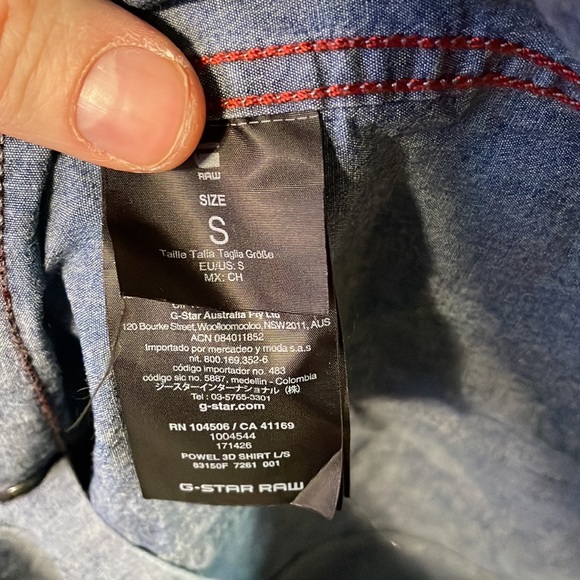 RAW
SIZE
S
Taille Talla Taglia Größe
EU/US: S
MX: CH
G-Star Australia Pty Ltd
120 Bourke Street, Woolloomooloo, NSW2011, AUS
ACN 084011852
Importado por mercadeo y moda s.a.s
nit. 800.169.352-6
código importador no. 483
código sic no. 5887, medellin - Colombia
ジースターインターナショナル (株)
Tel : 03-5765-3301
g-star.com
RN 104506 / CA 41169
1004544
171426
POWEL 3D SHIRT L/S
83150F 7261 001
G-STAR RAW